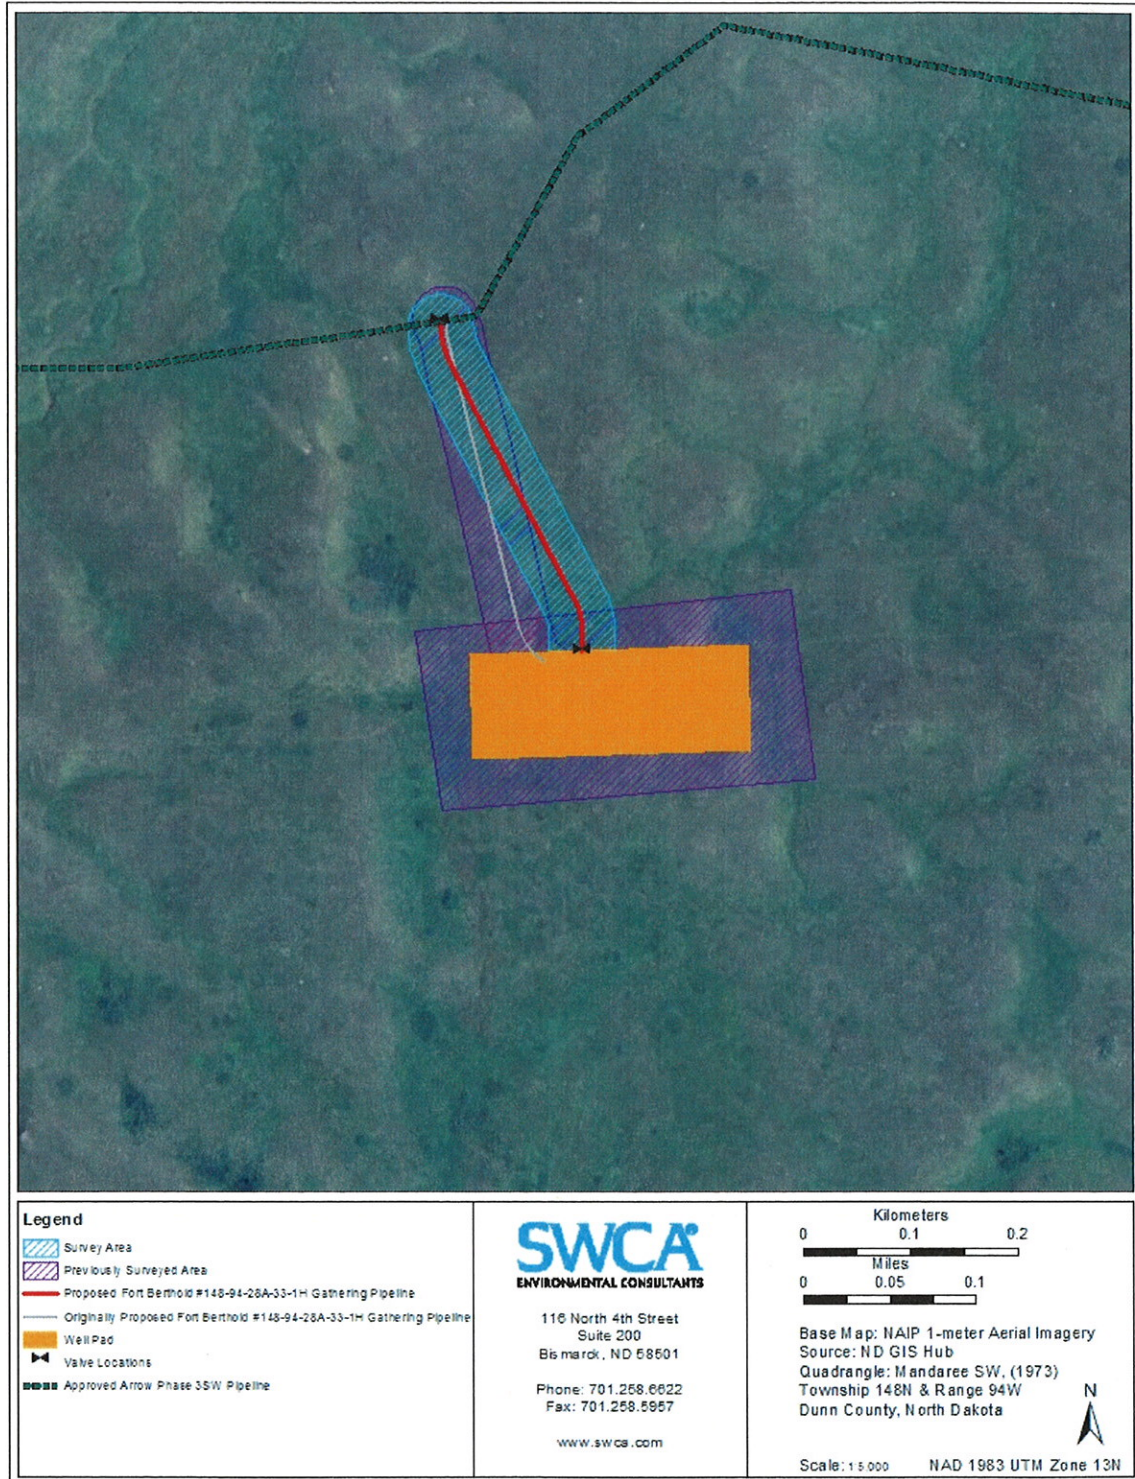 Legend
Survey Area
Previously Surveyed Area
Proposed Fort Berthold #148-94-28A-33-1H Gathering Pipeline
Originally Proposed Fort Berthold #148-94-28A-33-1H Gathering Pipeline
Well Pad
Valve Locations
Approved Arrow Phase 3SW Pipeline
SWCA®
ENVIRONMENTAL CONSULTANTS
116 North 4th Street
Suite 200
Bismarck, ND 58501
Phone: 701.258.6622
Fax: 701.258.5957
www.swca.com
Kilometers
0 0.1 0.2
Miles
0 0.05 0.1
Base Map: NAIP 1-meter Aerial Imagery
Source: ND GIS Hub
Quadrangle: Mandaree SW, (1973)
Township 148N & Range 94W
Dunn County, North Dakota
N
Scale: 1:5,000 NAD 1983 UTM Zone 13N